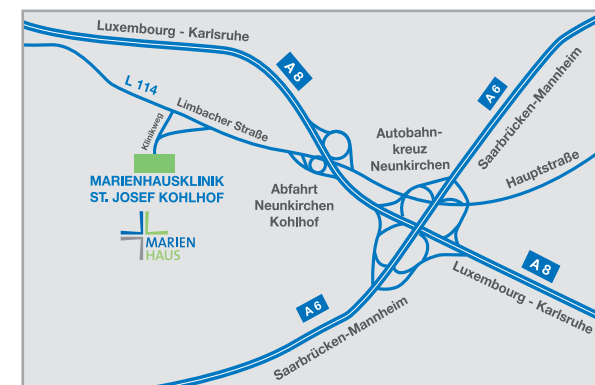 Luxembourg - Karlsruhe
A 8
A 6
Saarbrücken-Mannheim
L 114
Limbacher Straße
Klinikweg
Autobahn-
kreuz
Neunkirchen
Hauptstraße
MARIENHAUSKLINIK
ST. JOSEF KOHLHOF
Abfahrt
Neunkirchen
Kohlhof
MARIEN
HAUS
A 8
Luxembourg - Karlsruhe
A 6
Saarbrücken-Mannheim